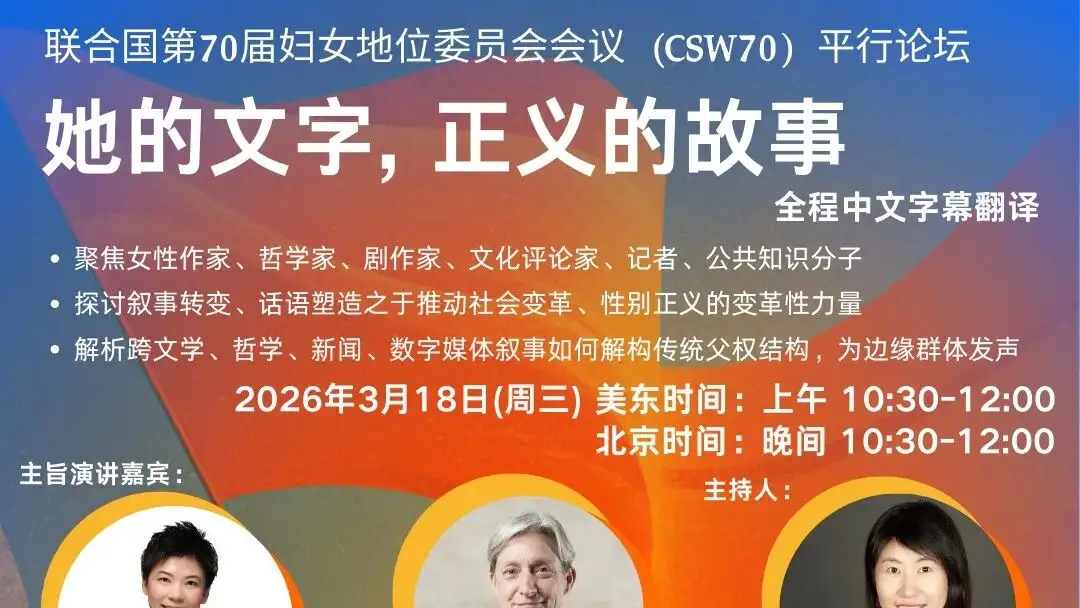 联合国第70届妇女地位委员会会议（CSW70）平行论坛
她的文字，正义的故事
全程中文字幕翻译
• 聚焦女性作家、哲学家、剧作家、文化评论家、记者、公共知识分子
• 探讨叙事转变、话语塑造之于推动社会变革、性别正义的变革性力量
• 解析跨文学、哲学、新闻、数字媒体叙事如何解构传统父权结构，为边缘群体发声
2026年3月18日(周三) 美东时间：上午 10:30-12:00
北京时间：晚间 10:30-12:00
主旨演讲嘉宾：
主持人：